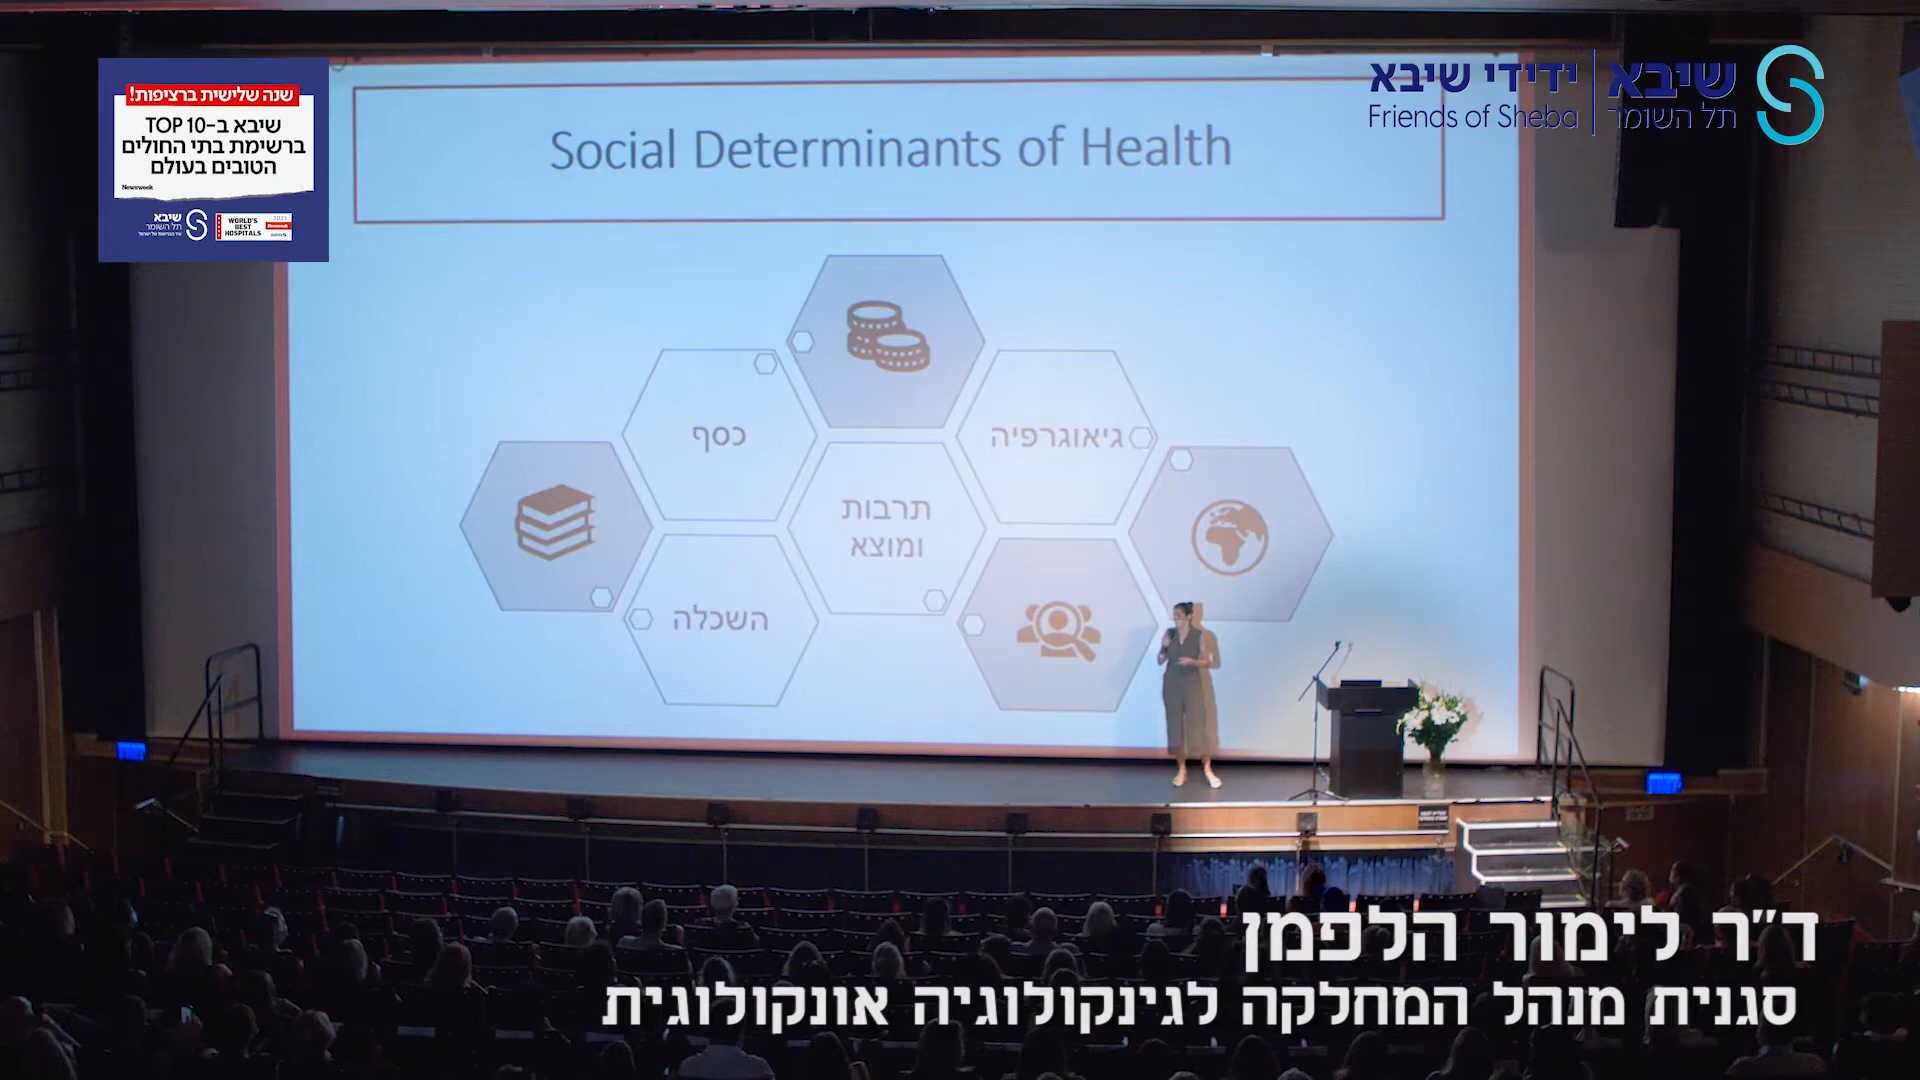 שנה שלישית ברציפות!
שיבא ב-TOP 10
ברשימת בתי החולים
הטובים בעולם
Newsweek
שיבא
תל השומר
WORLD'S
BEST
HOSPITALS
2021
Newsweek
ידידי שיבא
Friends of Sheba
שיבא
תל השומר
Social Determinants of Health
כסף
גיאוגרפיה
תרבות
ומוצא
השכלה
ד״ר לימור הלפמן
סגנית מנהל המחלקה לגינקולוגיה אונקולוגית